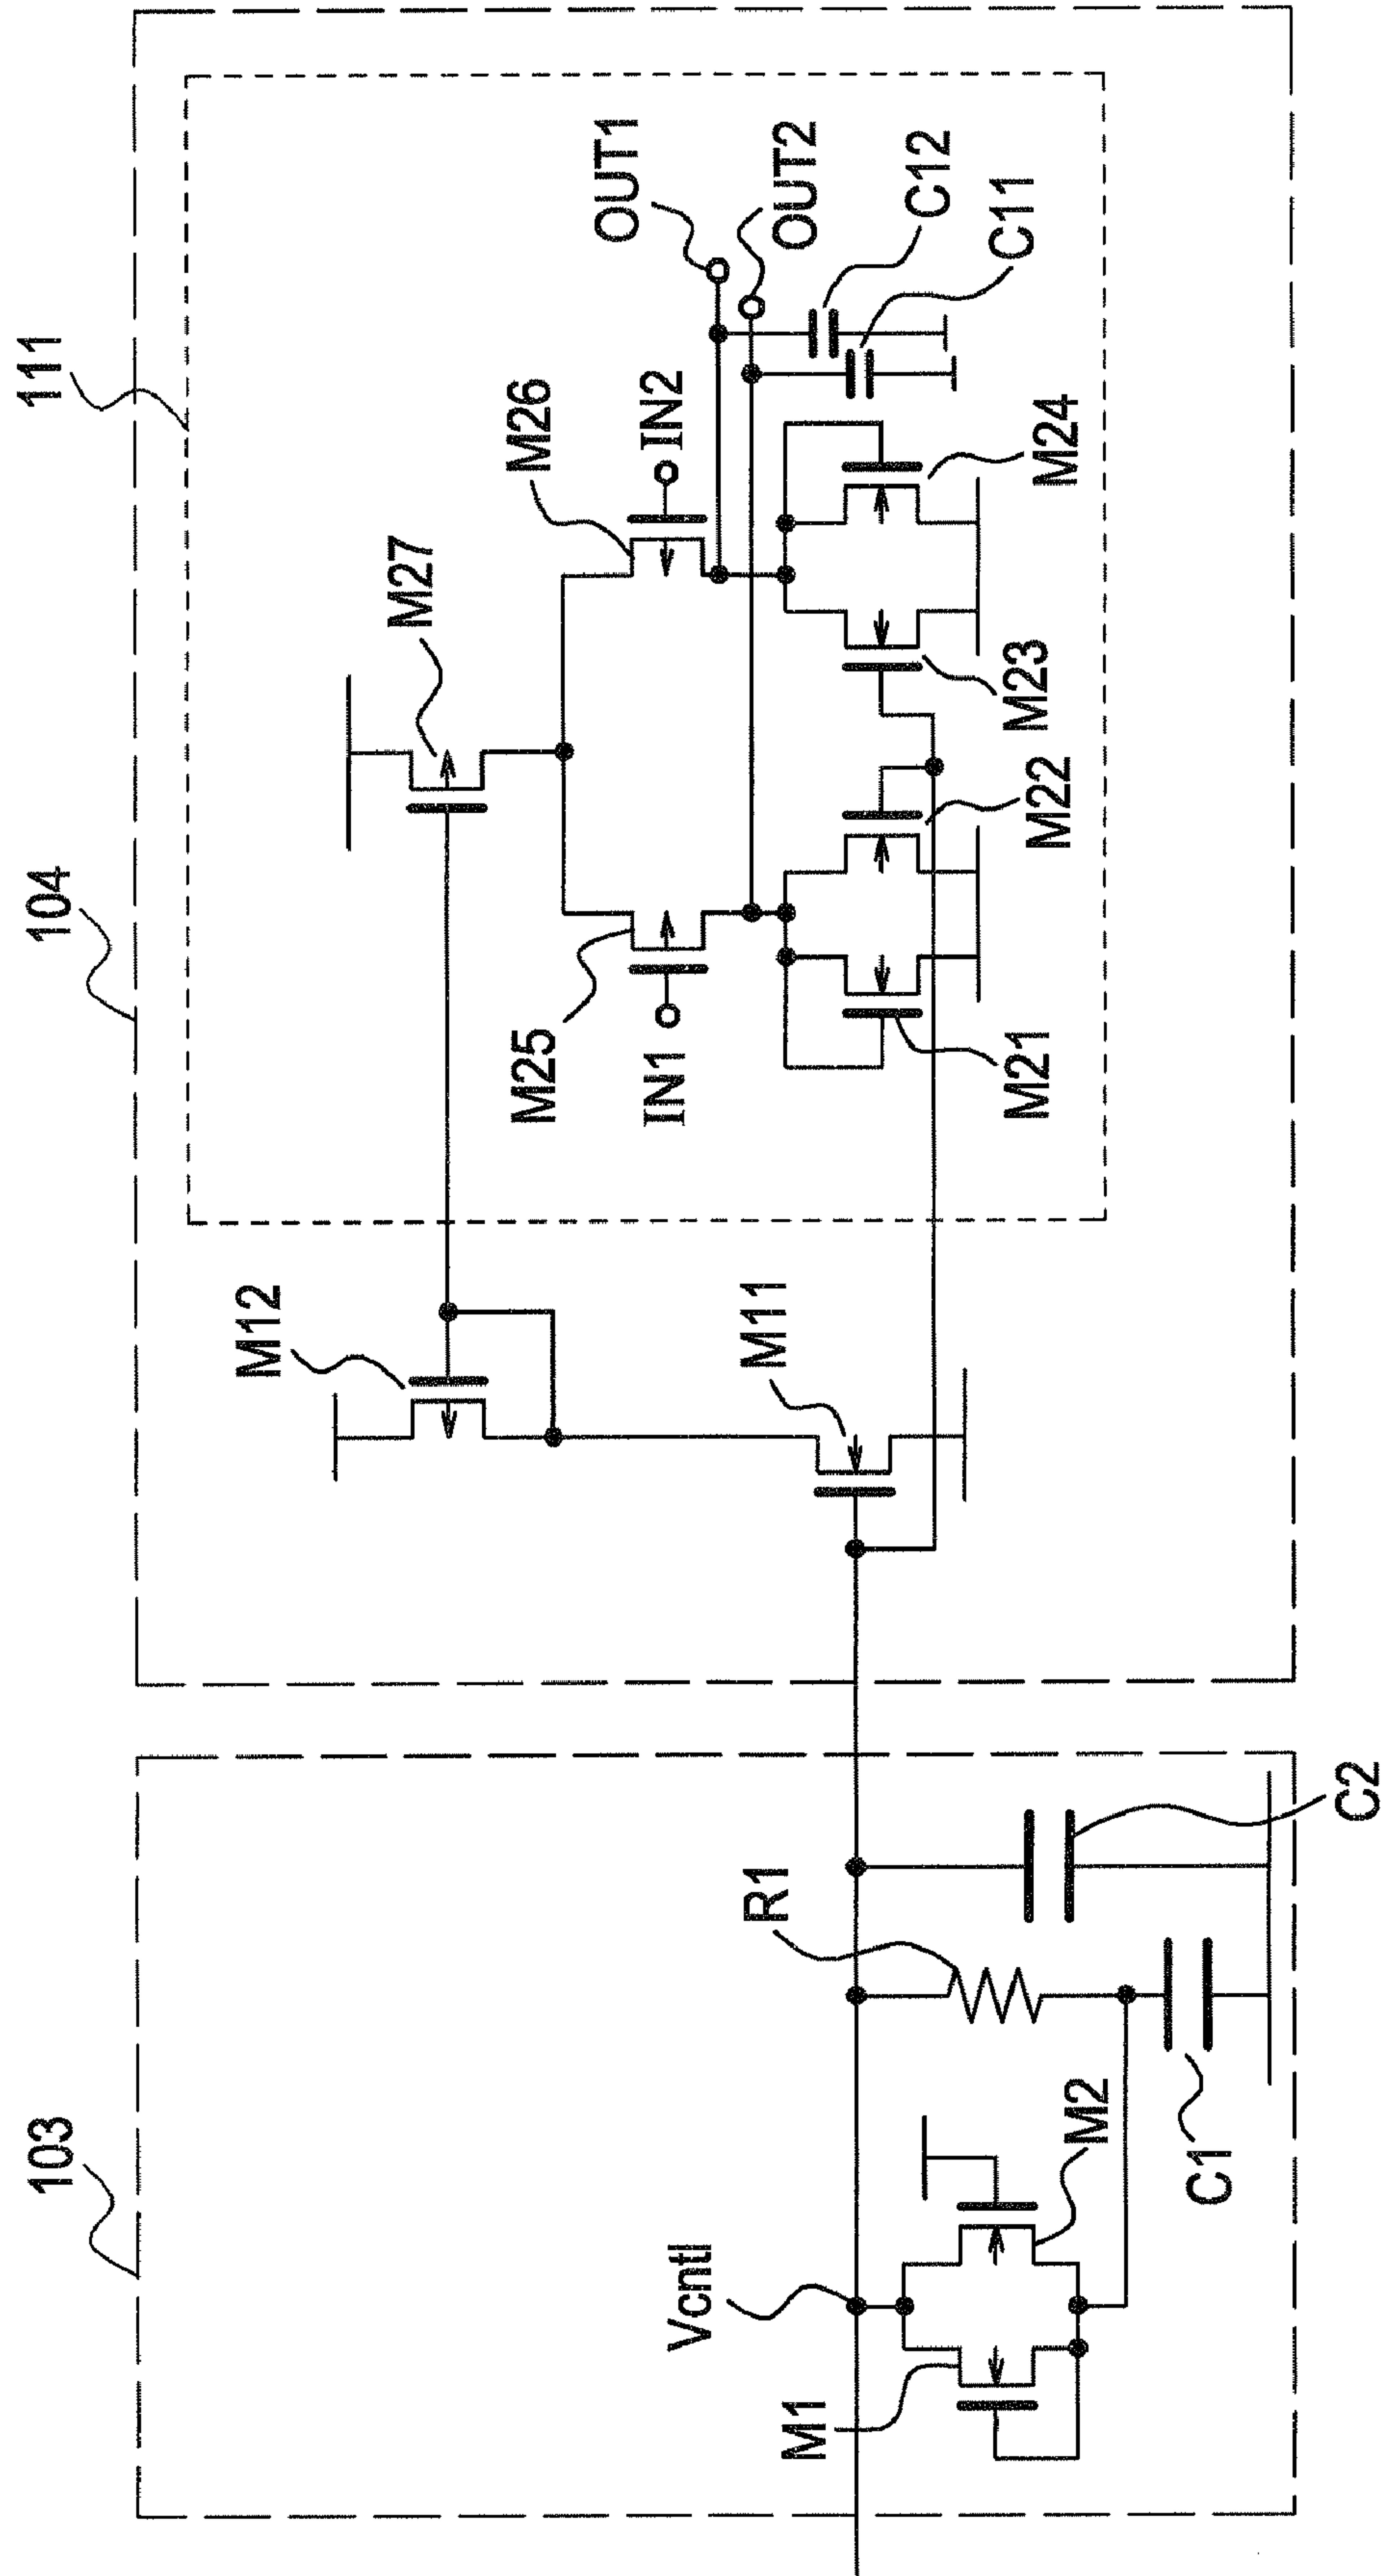 103
104
111
M12
M27
M26
M25
IN1
IN2
OUT1
OUT2
C12
C11
M11
M21
M22
M23
M24
Vcntl
R1
M1
M2
C1
C2